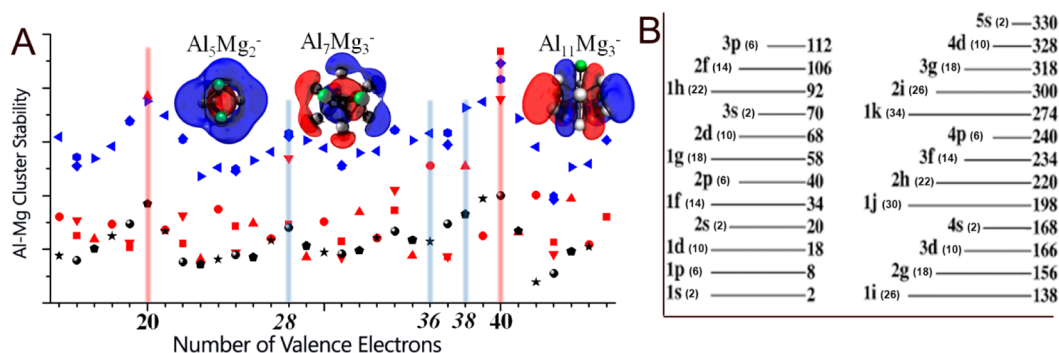 A
Al₅Mg₂⁻
Al₇Mg₃⁻
Al₁₁Mg₃⁻
Al-Mg Cluster Stability
20
28
36
38
40
Number of Valence Electrons
B
3p (6) 112
2f (14) 106
1h (22) 92
3s (2) 70
2d (10) 68
1g (18) 58
2p (6) 40
1f (14) 34
2s (2) 20
1d (10) 18
1p (6) 8
1s (2) 2
5s (2) 330
4d (10) 328
3g (18) 318
2i (26) 300
1k (34) 274
4p (6) 240
3f (14) 234
2h (22) 220
1j (30) 198
4s (2) 168
3d (10) 166
2g (18) 156
1i (26) 138